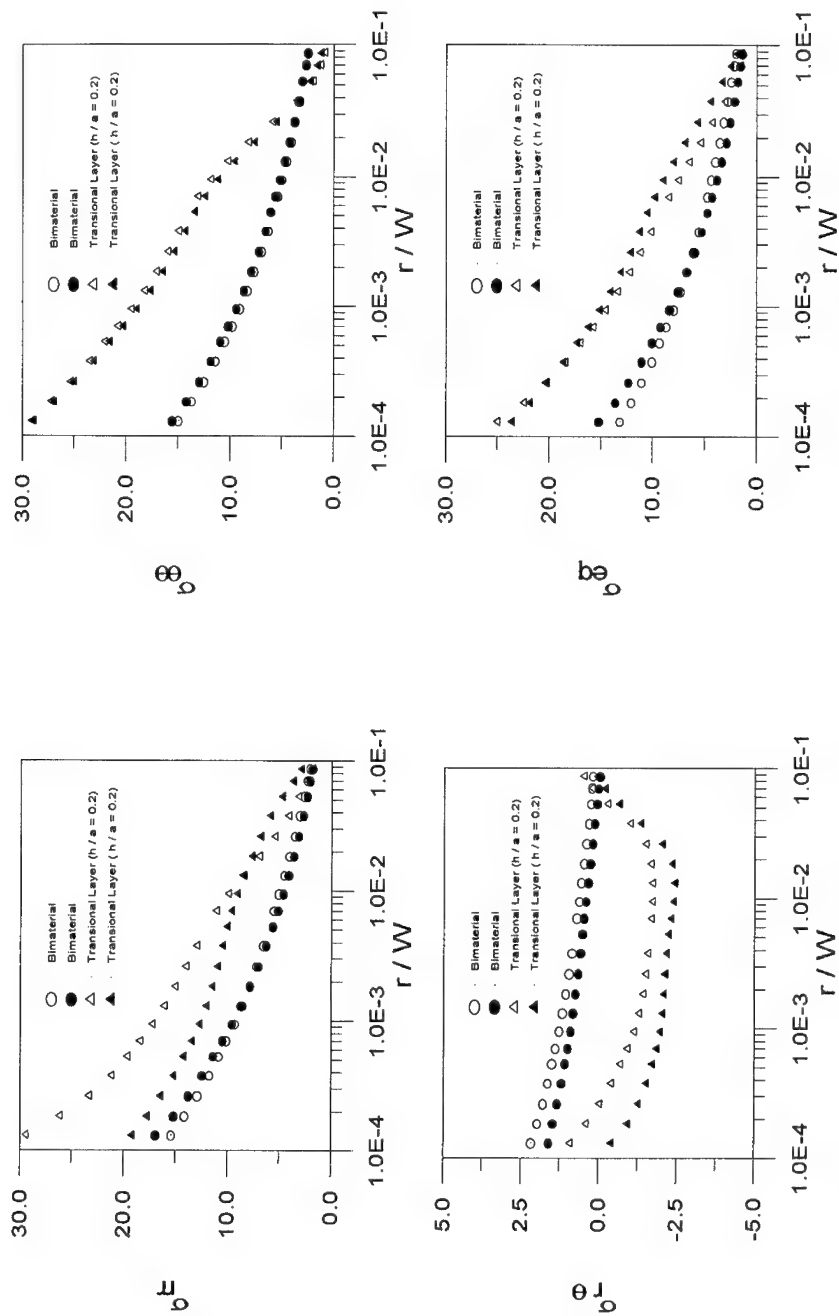 σrr
30.0
20.0
10.0
0.0
Bimaterial
Bimaterial
Transional Layer (h / a = 0.2)
Transional Layer ( h / a = 0.2)
1.0E-4
1.0E-3
1.0E-2
1.0E-1
r / W
σθθ
30.0
20.0
10.0
0.0
Bimaterial
Bimaterial
Transional Layer (h / a = 0.2)
Transional Layer ( h / a = 0.2)
1.0E-4
1.0E-3
1.0E-2
1.0E-1
r / W
σrθ
5.0
2.5
0.0
-2.5
-5.0
Bimaterial
Bimaterial
Transional Layer (h / a = 0.2)
Transional Layer ( h / a = 0.2)
1.0E-4
1.0E-3
1.0E-2
1.0E-1
r / W
σeq
30.0
20.0
10.0
0.0
Bimaterial
Bimaterial
Transional Layer (h / a = 0.2)
Transional Layer ( h / a = 0.2)
1.0E-4
1.0E-3
1.0E-2
1.0E-1
r / W